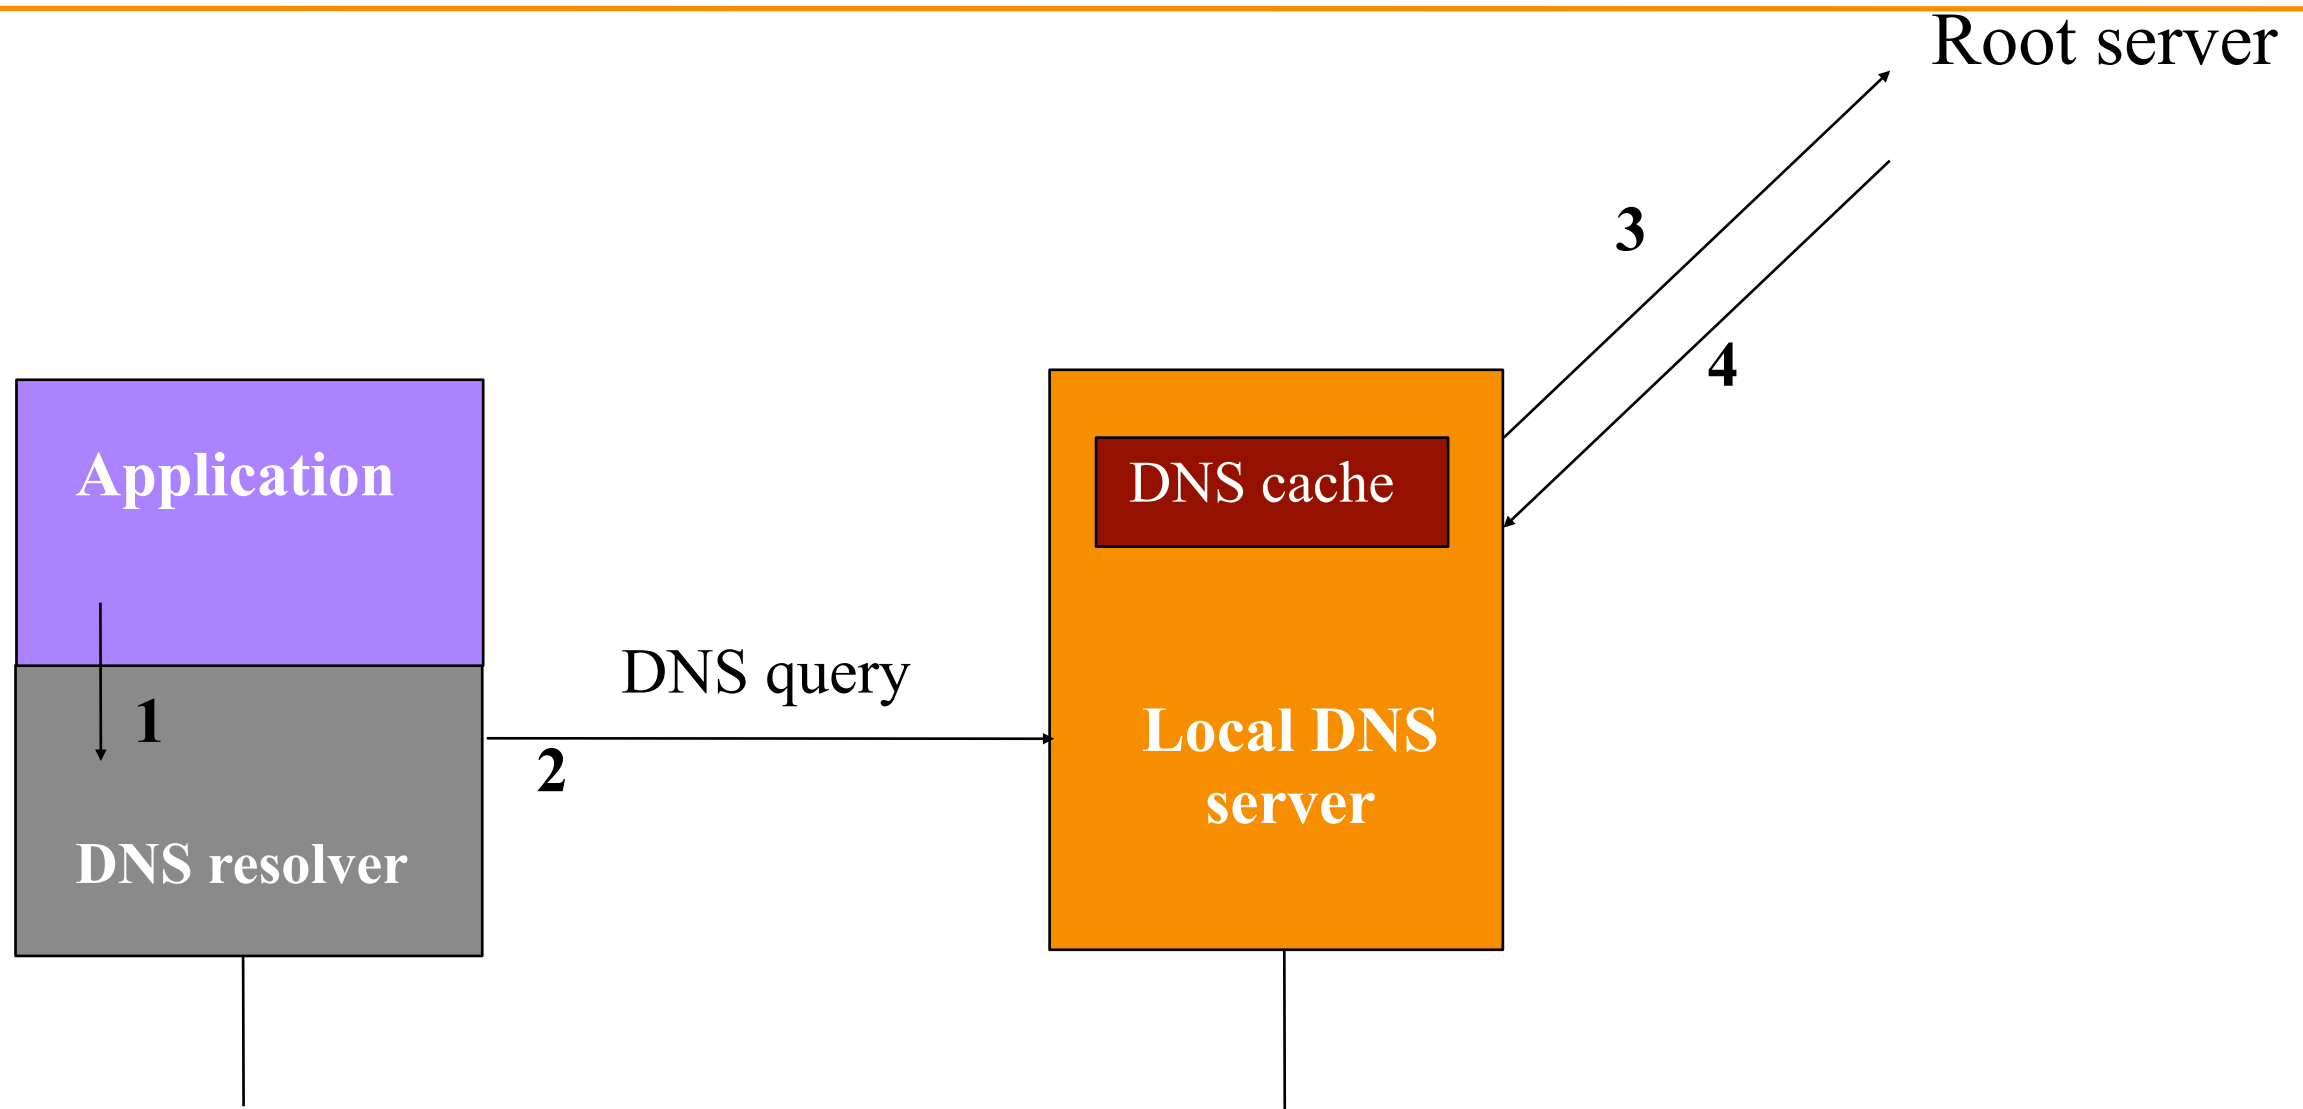 Root server
3
4
Application
DNS cache
DNS query
1
2
Local DNS
server
DNS resolver